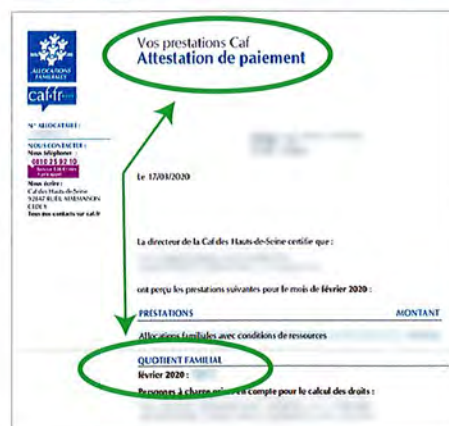 Vos prestations Caf
Attestation de paiement
ALLOCATIONS
FAMILIALES
caf.fr
N° ALLOCATAIRE :
NOUS CONTACTER :
Nous téléphoner :
0810 25 92 10
Nous écrire :
Caf des Hauts-de-Seine
92847 RUEIL MALMAISON
CEDEX
Tous nos contacts sur caf.fr
Le 17/03/2020
La directeur de la Caf des Hauts-de-Seine certifie que :
ont perçu les prestations suivantes pour le mois de février 2020 :
PRESTATIONS MONTANT
Allocations familiales avec conditions de ressources
QUOTIENT FAMILIAL
février 2020 :
Personnes à charge prises en compte pour le calcul des droits :